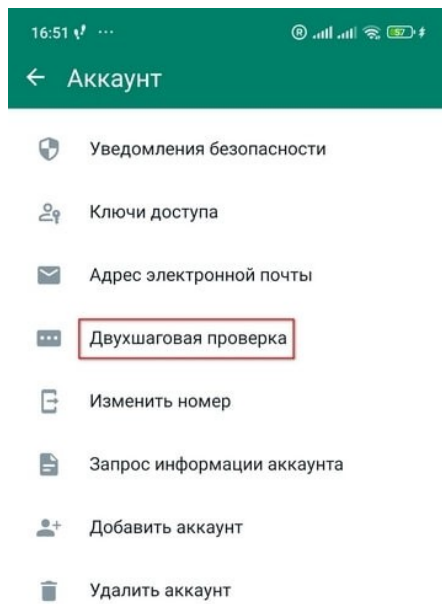 16:51 ...
57
Аккаунт
Уведомления безопасности
Ключи доступа
Адрес электронной почты
Двухшаговая проверка
Изменить номер
Запрос информации аккаунта
Добавить аккаунт
Удалить аккаунт